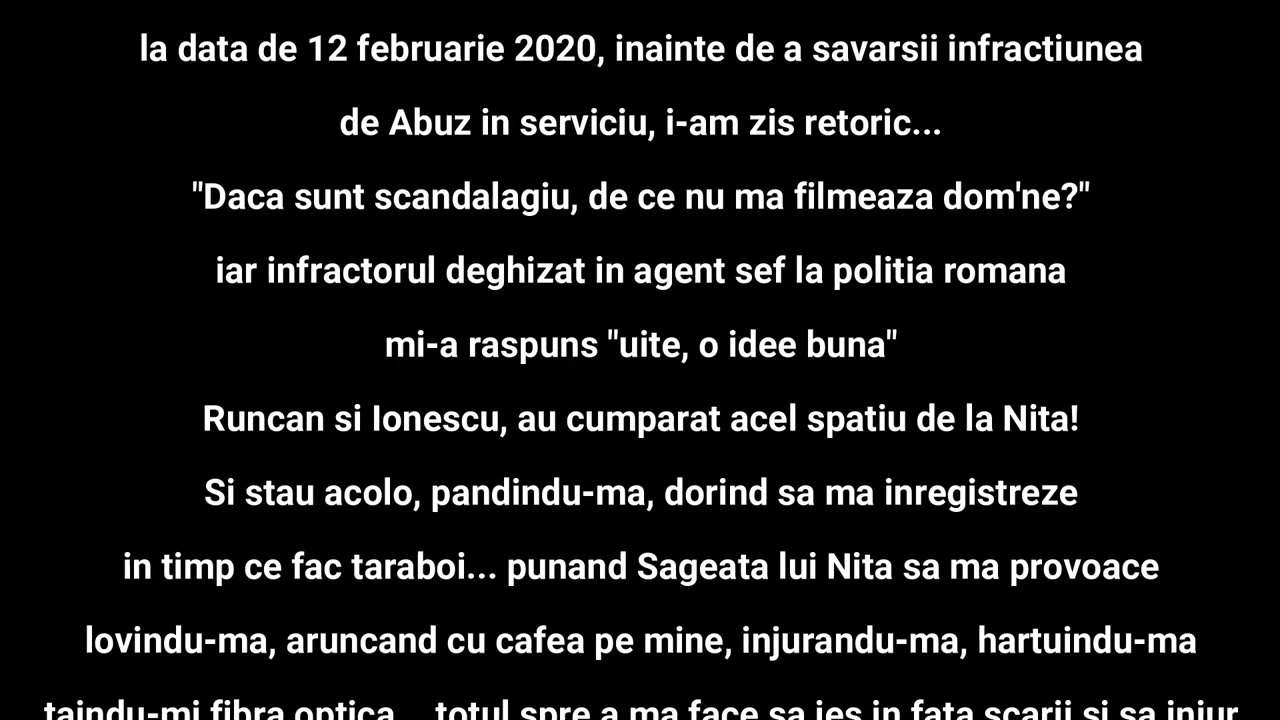 la data de 12 februarie 2020, inainte de a savarsii infractiunea
de Abuz in serviciu, i-am zis retoric...
"Daca sunt scandalagiu, de ce nu ma filmeaza dom'ne?"
iar infractorul deghizat in agent sef la politia romana
mi-a raspuns "uite, o idee buna"
Runcan si Ionescu, au cumparat acel spatiu de la Nita!
Si stau acolo, pandindu-ma, dorind sa ma inregistreze
in timp ce fac taraboi... punand Sageata lui Nita sa ma provoace
lovindu-ma, aruncand cu cafea pe mine, injurandu-ma, hartuindu-ma
taindu-mi fibra optica... totul spre a ma face sa ies in fata scarii si sa injur